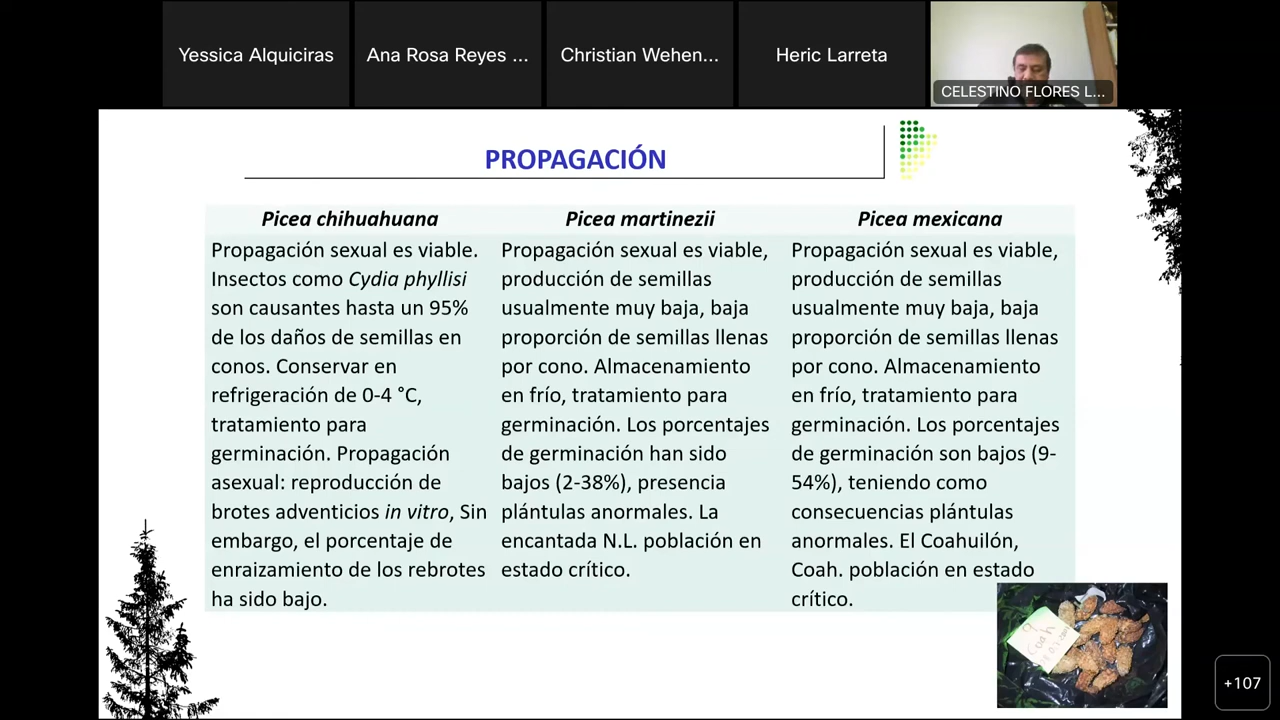 Yessica Alquiciras
Ana Rosa Reyes ...
Christian Wehen...
Heric Larreta
CELESTINO FLORES L...
PROPAGACIÓN
Picea chihuahuana
Propagación sexual es viable.
Insectos como Cydia phyllisi
son causantes hasta un 95%
de los daños de semillas en
conos. Conservar en
refrigeración de 0-4 °C,
tratamiento para
germinación. Propagación
asexual: reproducción de
brotes adventicios in vitro, Sin
embargo, el porcentaje de
enraizamiento de los rebrotes
ha sido bajo.
Picea martinezii
Propagación sexual es viable,
producción de semillas
usualmente muy baja, baja
proporción de semillas llenas
por cono. Almacenamiento
en frío, tratamiento para
germinación. Los porcentajes
de germinación han sido
bajos (2-38%), presencia
plántulas anormales. La
encantada N.L. población en
estado crítico.
Picea mexicana
Propagación sexual es viable,
producción de semillas
usualmente muy baja, baja
proporción de semillas llenas
por cono. Almacenamiento
en frío, tratamiento para
germinación. Los porcentajes
de germinación son bajos (9-
54%), teniendo como
consecuencias plántulas
anormales. El Coahuilón,
Coah. población en estado
crítico.
9
Coah
+107